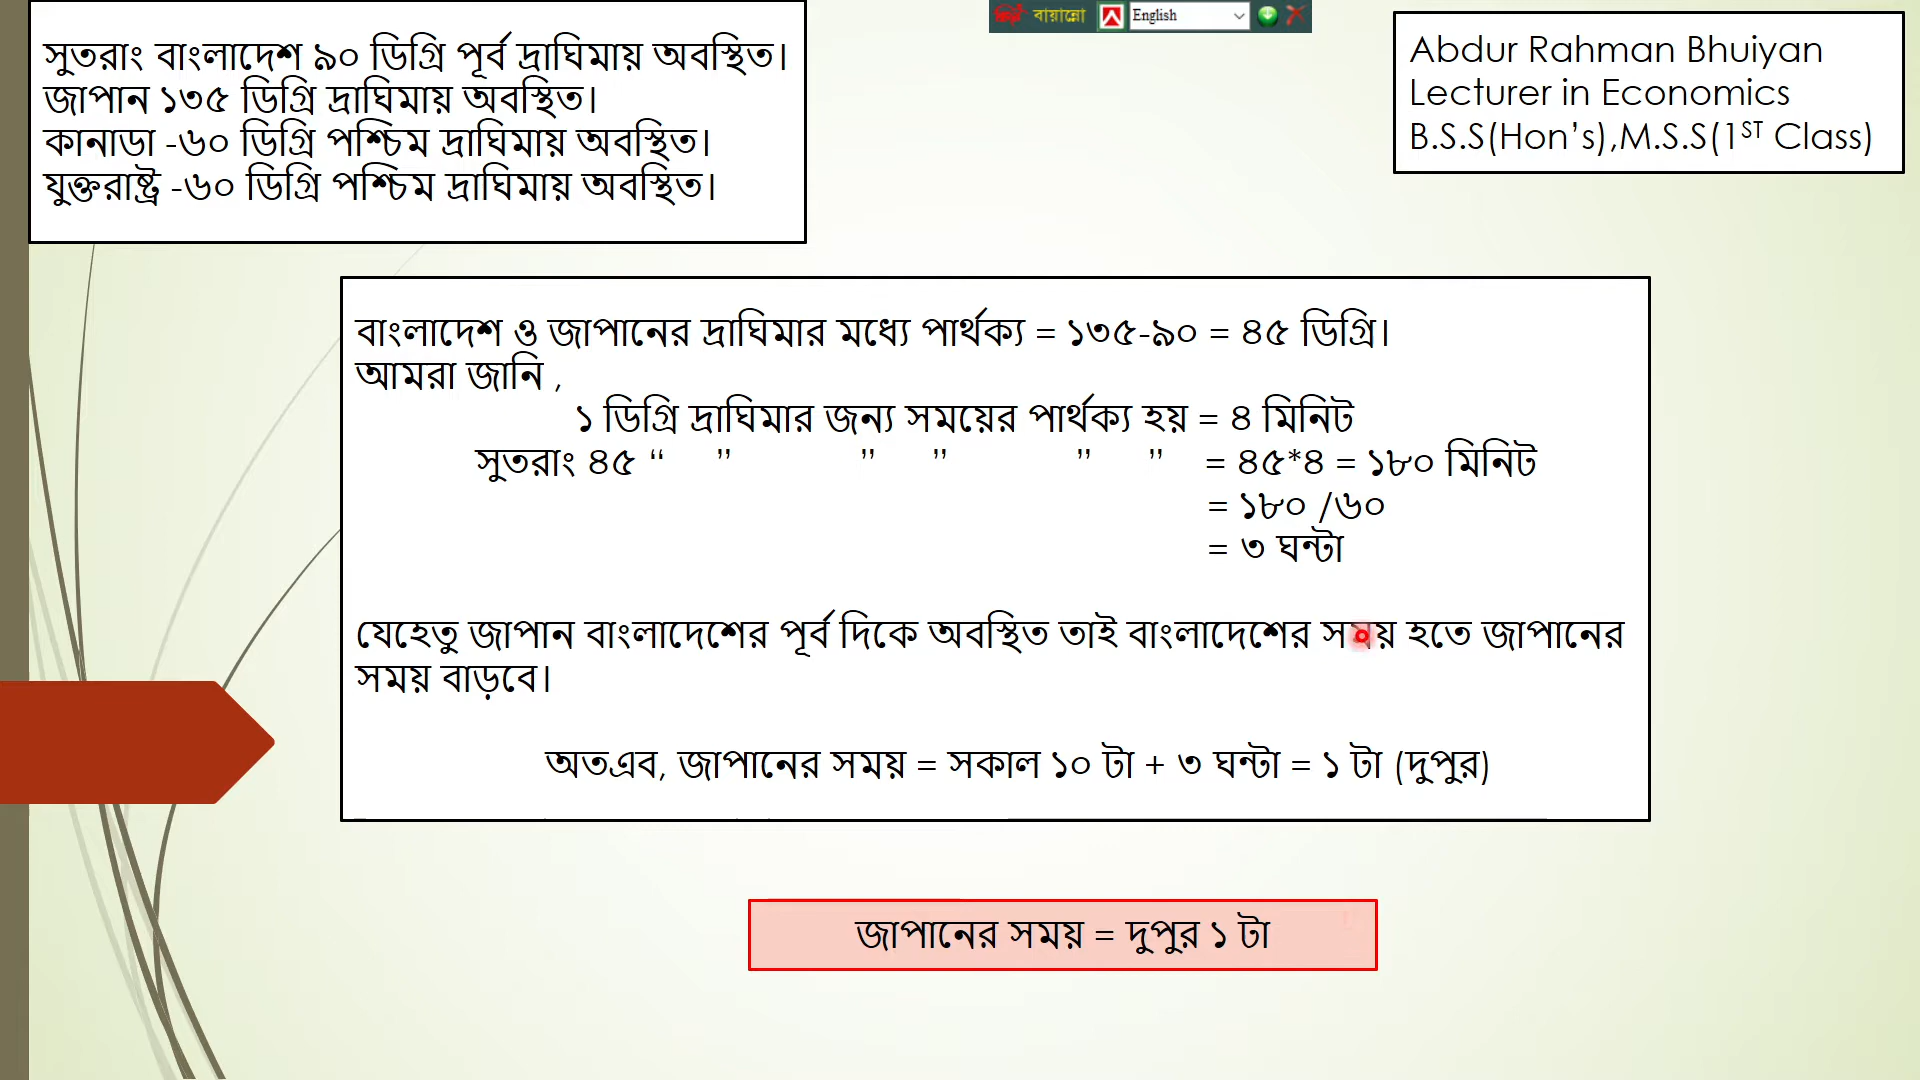 সুতরাং বাংলাদেশ ৯০ ডিগ্রি পূর্ব দ্রাঘিমায় অবস্থিত।
জাপান ১৩৫ ডিগ্রি দ্রাঘিমায় অবস্থিত।
কানাডা -৬০ ডিগ্রি পশ্চিম দ্রাঘিমায় অবস্থিত।
যুক্তরাষ্ট্র -৬০ ডিগ্রি পশ্চিম দ্রাঘিমায় অবস্থিত।
বায়ান্নো English
Abdur Rahman Bhuiyan
Lecturer in Economics
B.S.S(Hon’s),M.S.S(1ST Class)
বাংলাদেশ ও জাপানের দ্রাঘিমার মধ্যে পার্থক্য = ১৩৫-৯০ = ৪৫ ডিগ্রি।
আমরা জানি ,
১ ডিগ্রি দ্রাঘিমার জন্য সময়ের পার্থক্য হয় = ৪ মিনিট
সুতরাং ৪৫ “ ” ” ” ” ” = ৪৫*৪ = ১৮০ মিনিট
= ১৮০ /৬০
= ৩ ঘন্টা
যেহেতু জাপান বাংলাদেশের পূর্ব দিকে অবস্থিত তাই বাংলাদেশের সময় হতে জাপানের
সময় বাড়বে।
অতএব, জাপানের সময় = সকাল ১০ টা + ৩ ঘন্টা = ১ টা (দুপুর)
জাপানের সময় = দুপুর ১ টা